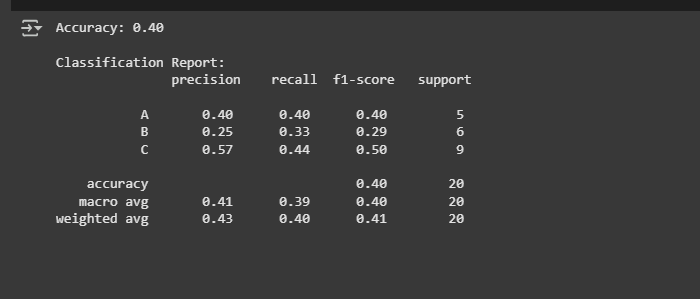 Accuracy: 0.40
Classification Report:
precision recall f1-score support
A 0.40 0.40 0.40 5
B 0.25 0.33 0.29 6
C 0.57 0.44 0.50 9
accuracy 0.40 20
macro avg 0.41 0.39 0.40 20
weighted avg 0.43 0.40 0.41 20